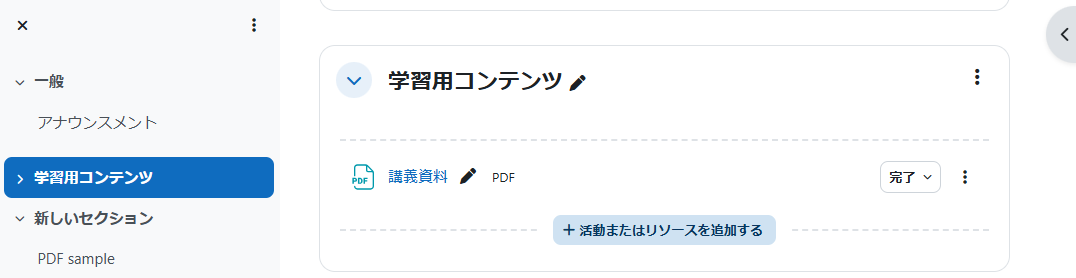 一般
アナウンスメント
学習用コンテンツ
新しいセクション
PDF sample
学習用コンテンツ
PDF 講義資料 PDF 完了
+ 活動またはリソースを追加する